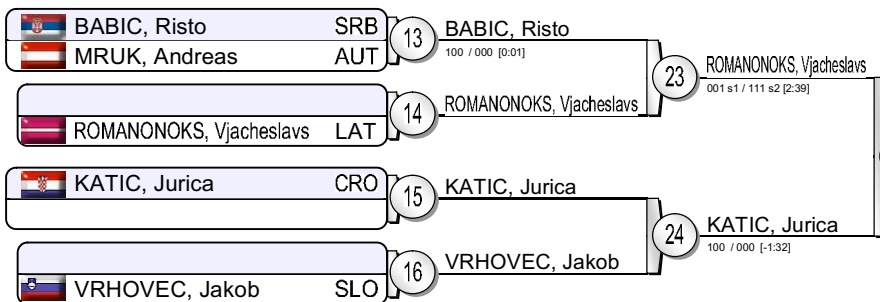 BABIC, Risto SRB
MRUK, Andreas AUT
13
BABIC, Risto
100 / 000 [0:01]
ROMANONOKS, Vjacheslavs LAT
14
ROMANONOKS, Vjacheslavs
23
ROMANONOKS, Vjacheslavs
001 s1 / 111 s2 [2:39]
KATIC, Jurica CRO
15
KATIC, Jurica
VRHOVEC, Jakob SLO
16
VRHOVEC, Jakob
24
KATIC, Jurica
100 / 000 [-1:32]